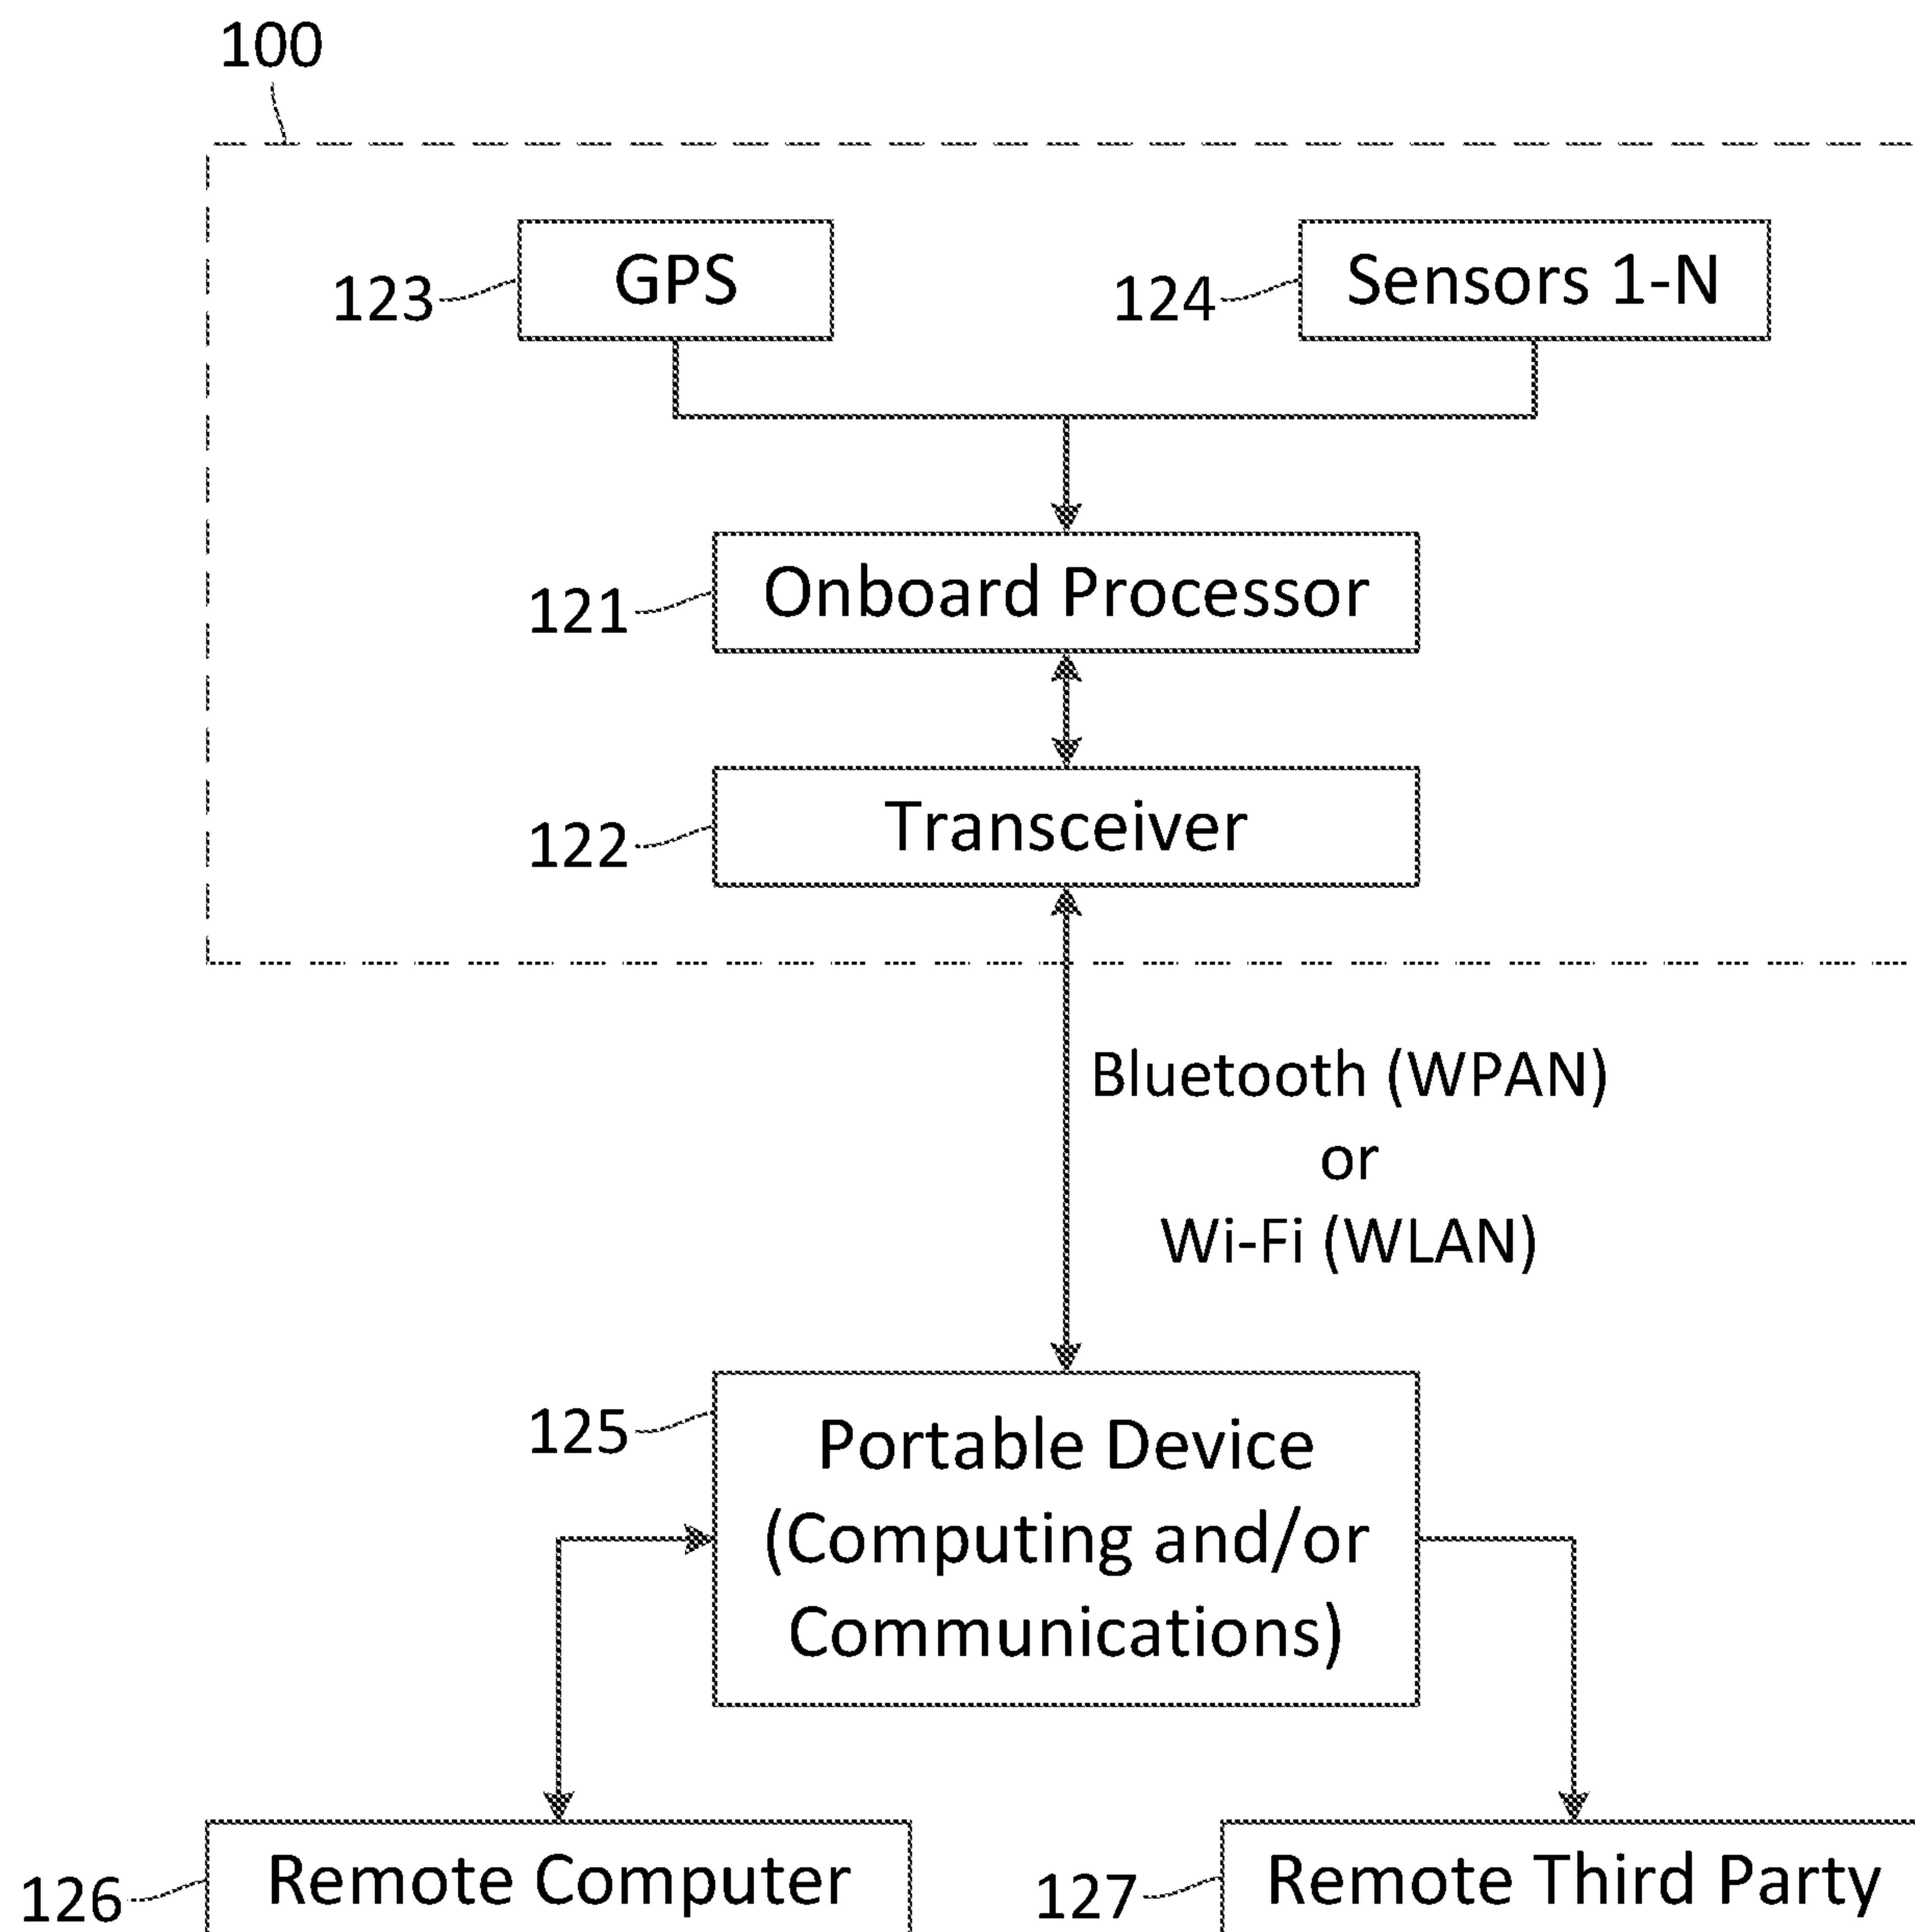 100
123
GPS
124
Sensors 1-N
121
Onboard Processor
122
Transceiver
Bluetooth (WPAN)
or
Wi-Fi (WLAN)
125
Portable Device
(Computing and/or
Communications)
126
Remote Computer
127
Remote Third Party